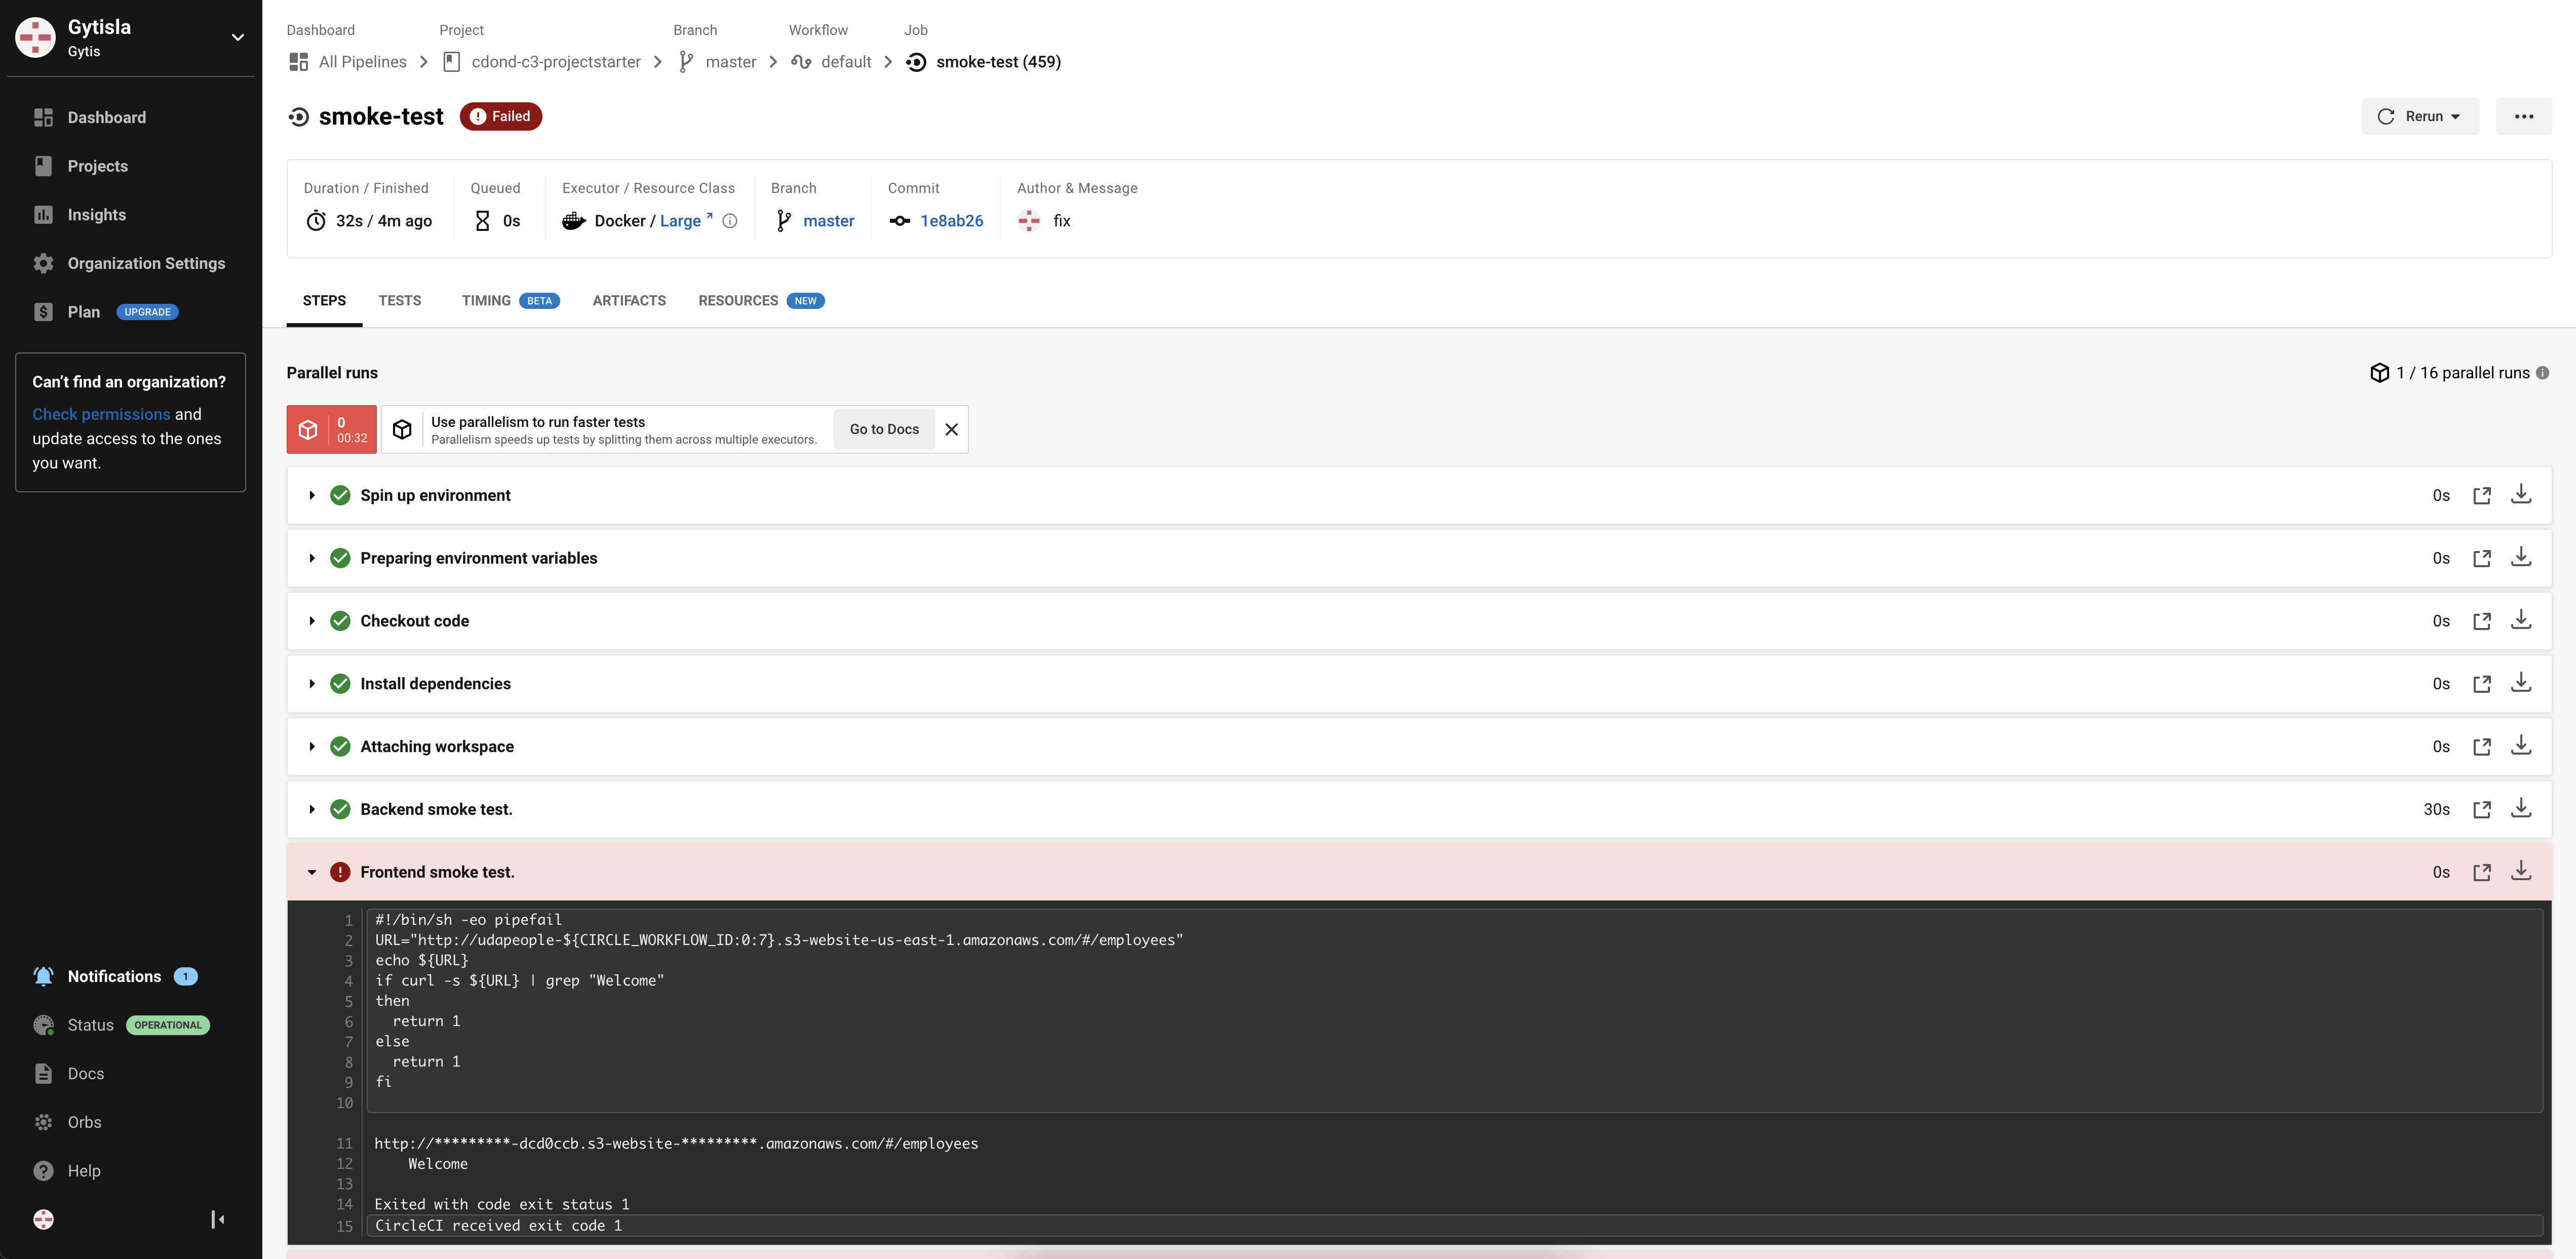 Gytisla
Gytis
Dashboard
Projects
Insights
Organization Settings
Plan UPGRADE
Can't find an organization?
Check permissions and
update access to the ones
you want.
Notifications 1
Status OPERATIONAL
Docs
Orbs
Help
Dashboard Project Branch Workflow Job
All Pipelines cdond-c3-projectstarter master default smoke-test (459)
smoke-test Failed
Rerun
Duration / Finished Queued Executor / Resource Class Branch Commit Author & Message
32s / 4m ago 0s Docker / Large master 1e8ab26 fix
STEPS TESTS TIMING BETA ARTIFACTS RESOURCES NEW
Parallel runs
1 / 16 parallel runs
0
00:32
Use parallelism to run faster tests
Parallelism speeds up tests by splitting them across multiple executors.
Go to Docs
Spin up environment 0s
Preparing environment variables 0s
Checkout code 0s
Install dependencies 0s
Attaching workspace 0s
Backend smoke test. 30s
Frontend smoke test. 0s
1 #!/bin/sh -eo pipefail
2 URL="http://udapeople-${CIRCLE_WORKFLOW_ID:0:7}.s3-website-us-east-1.amazonaws.com/#/employees"
3 echo ${URL}
4 if curl -s ${URL} | grep "Welcome"
5 then
6 return 1
7 else
8 return 1
9 fi
10
11 http://*********-dcd0ccb.s3-website-*********.amazonaws.com/#/employees
12 Welcome
13
14 Exited with code exit status 1
15 CircleCI received exit code 1